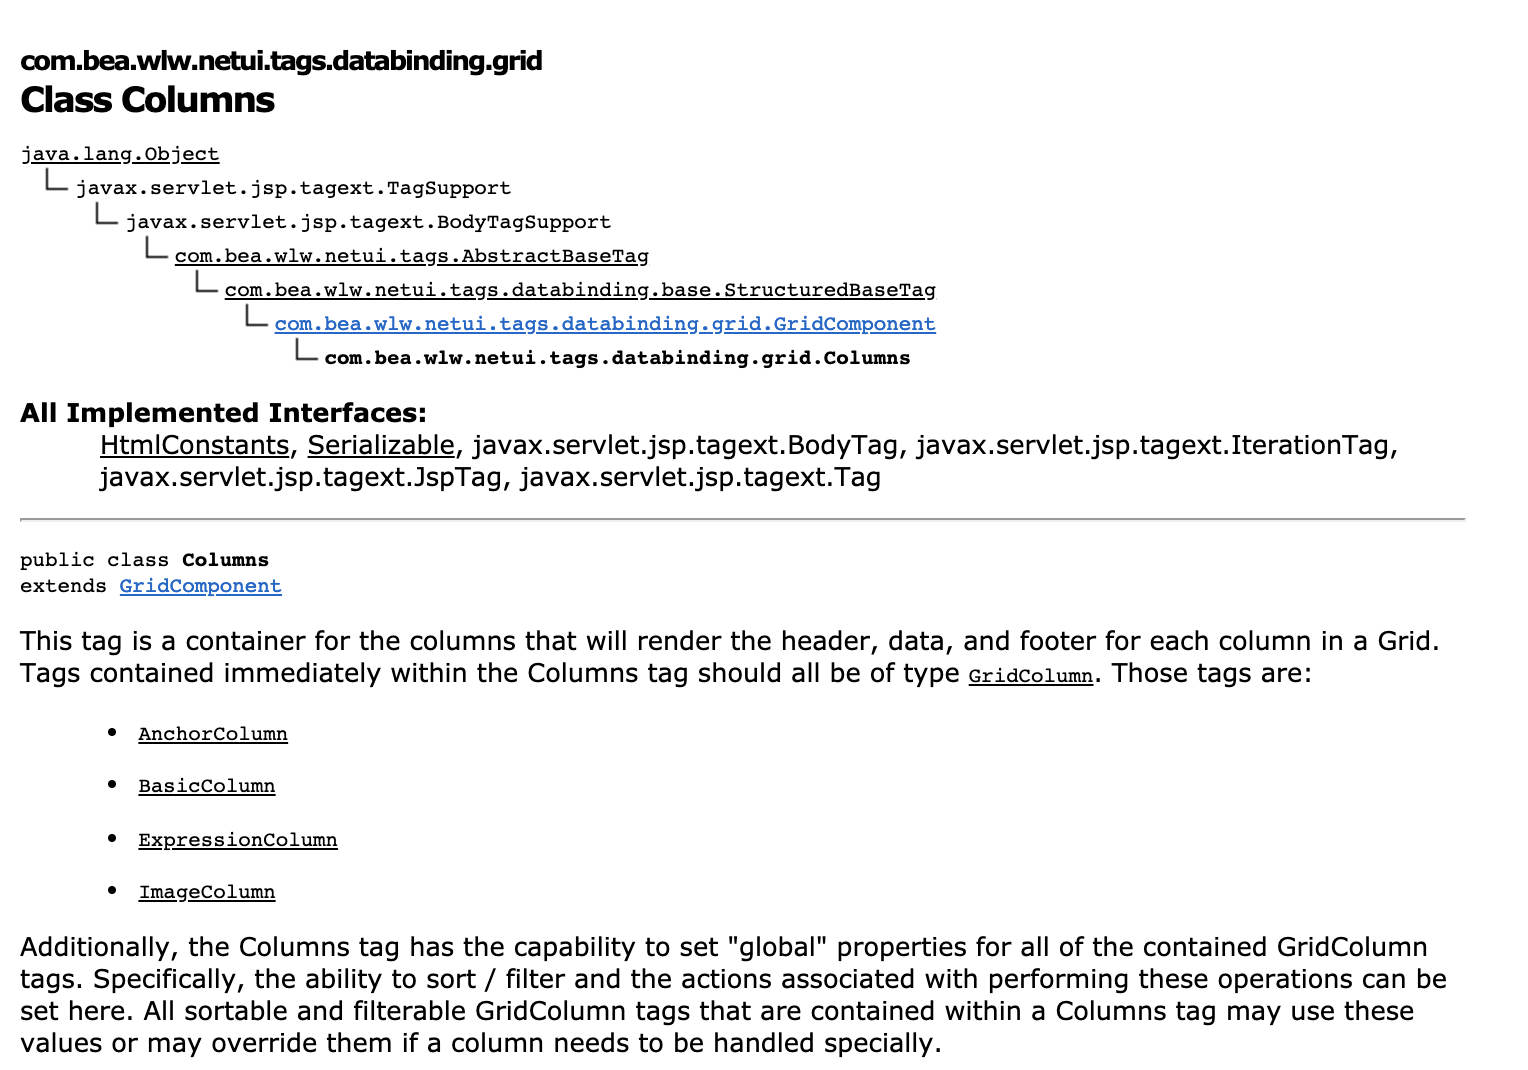 com.bea.wlw.netui.tags.databinding.grid
Class Columns
java.lang.Object
javax.servlet.jsp.tagext.TagSupport
javax.servlet.jsp.tagext.BodyTagSupport
com.bea.wlw.netui.tags.AbstractBaseTag
com.bea.wlw.netui.tags.databinding.base.StructuredBaseTag
com.bea.wlw.netui.tags.databinding.grid.GridComponent
com.bea.wlw.netui.tags.databinding.grid.Columns
All Implemented Interfaces:
HtmlConstants, Serializable, javax.servlet.jsp.tagext.BodyTag, javax.servlet.jsp.tagext.IterationTag,
javax.servlet.jsp.tagext.JspTag, javax.servlet.jsp.tagext.Tag
public class Columns
extends GridComponent
This tag is a container for the columns that will render the header, data, and footer for each column in a Grid.
Tags contained immediately within the Columns tag should all be of type GridColumn. Those tags are:
• AnchorColumn
• BasicColumn
• ExpressionColumn
• ImageColumn
Additionally, the Columns tag has the capability to set "global" properties for all of the contained GridColumn
tags. Specifically, the ability to sort / filter and the actions associated with performing these operations can be
set here. All sortable and filterable GridColumn tags that are contained within a Columns tag may use these
values or may override them if a column needs to be handled specially.